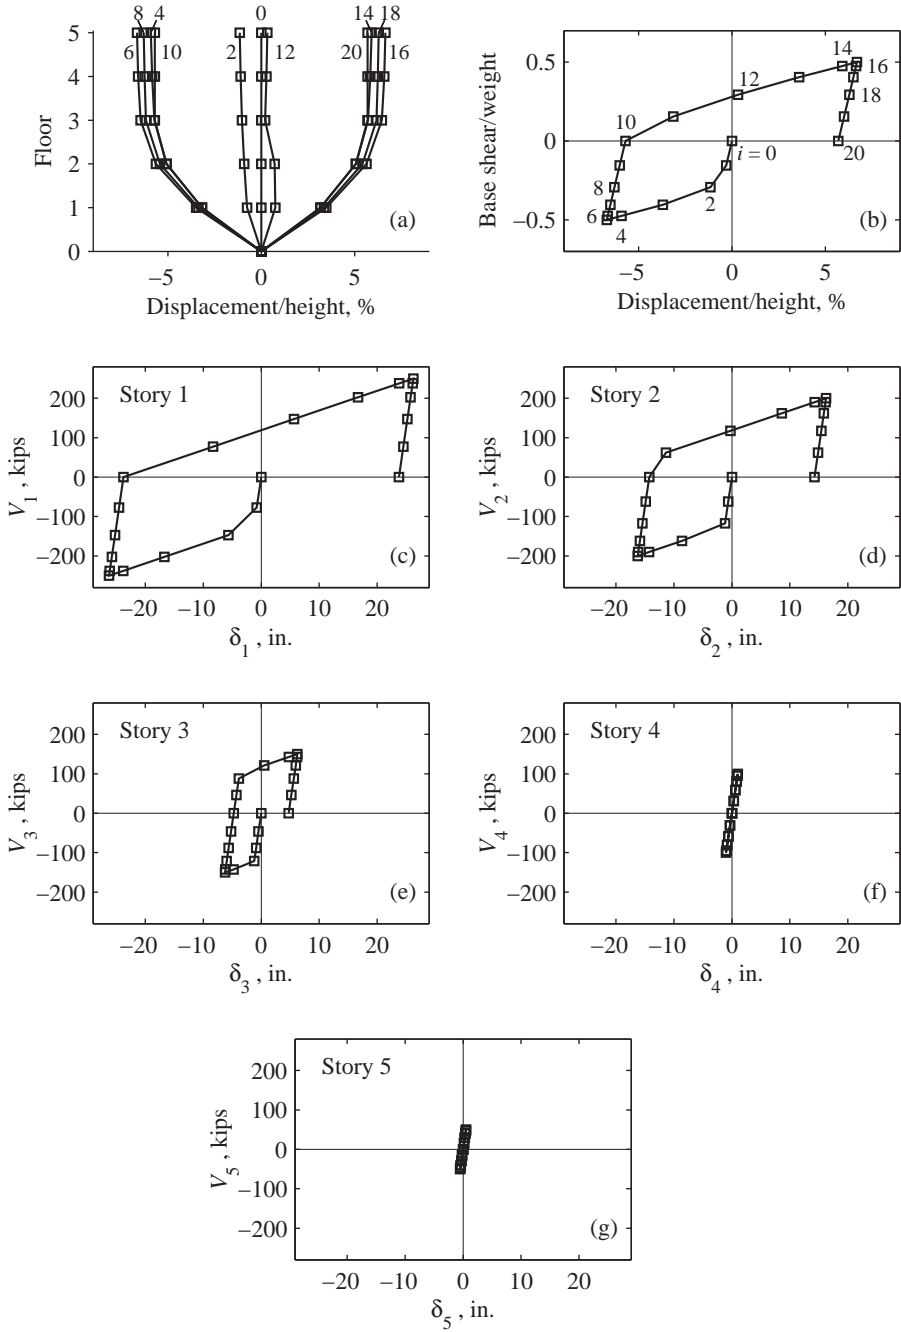 8 4 0 14 18
6 10 2 12 20 16
5
4
3
2
1
0
Floor
(a)
−5 0 5
Displacement/height, %
14
16
12
18
10
i = 0
20
8
2
6
4
0.5
0
−0.5
Base shear/weight
(b)
−5 0 5
Displacement/height, %
Story 1
200
100
0
−100
−200
V1 , kips
(c)
−20 −10 0 10 20
δ1 , in.
Story 2
200
100
0
−100
−200
V2 , kips
(d)
−20 −10 0 10 20
δ2 , in.
Story 3
200
100
0
−100
−200
V3 , kips
(e)
−20 −10 0 10 20
δ3 , in.
Story 4
200
100
0
−100
−200
V4 , kips
(f)
−20 −10 0 10 20
δ4 , in.
Story 5
200
100
0
−100
−200
V5 , kips
(g)
−20 −10 0 10 20
δ5 , in.